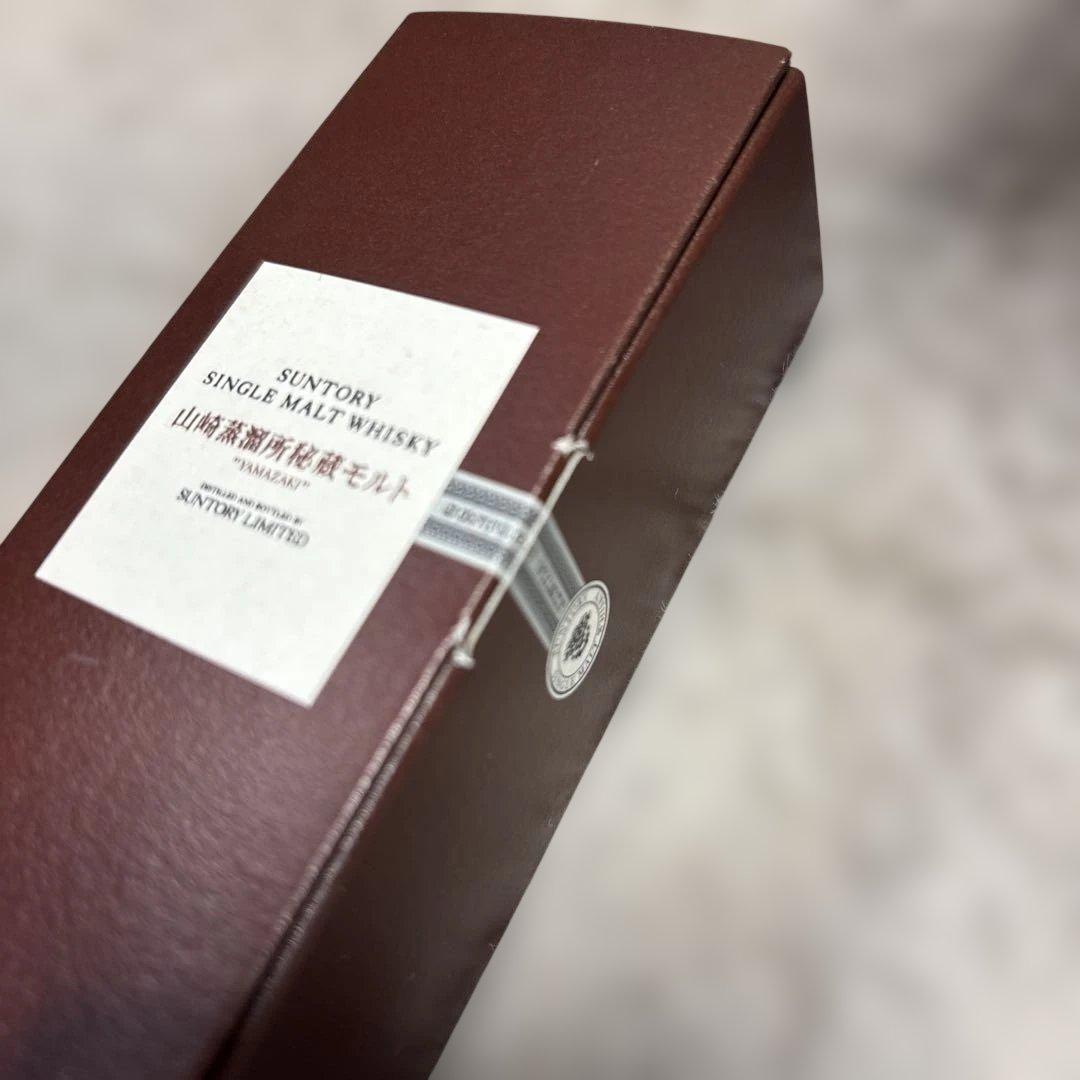 SUNTORY
SINGLE MALT WHISKY
山崎蒸溜所秘蔵モルト
"YAMAZAKI"
DISTILLED AND BOTTLED BY
SUNTORY LIMITED